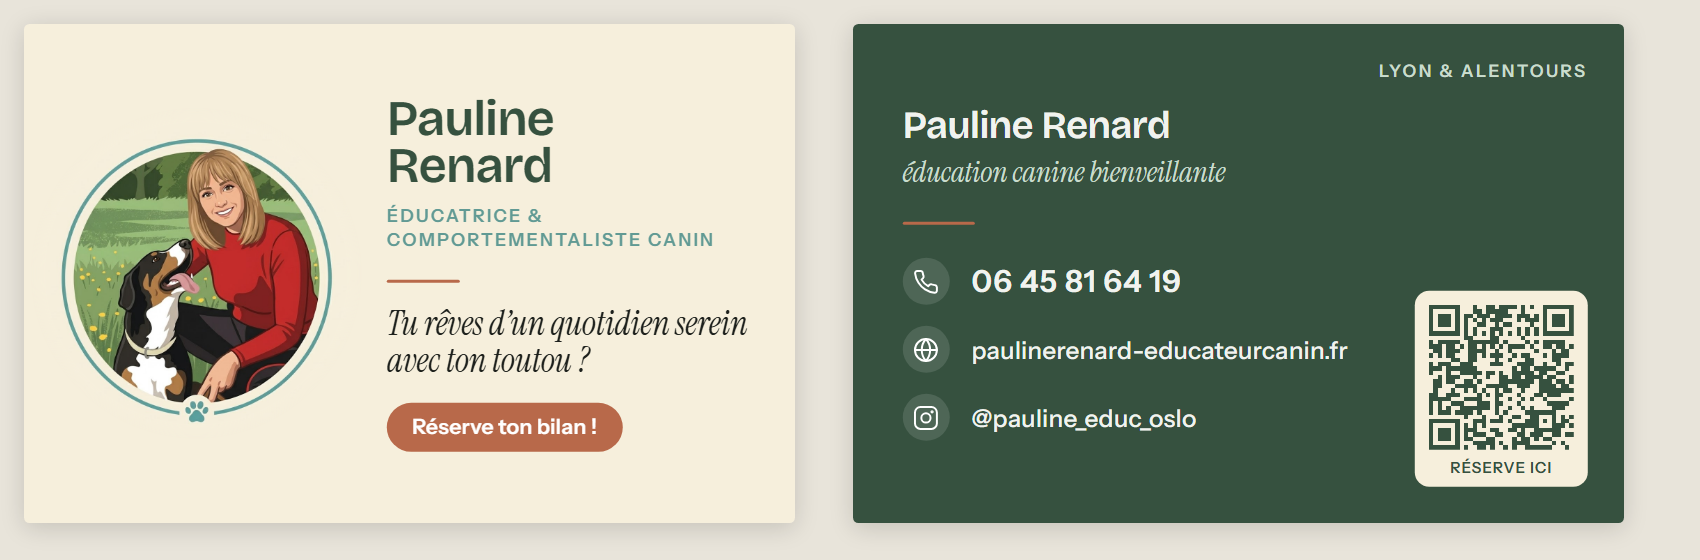 Pauline
Renard
ÉDUCATRICE &
COMPORTEMENTALISTE CANIN
Tu rêves d’un quotidien serein
avec ton toutou ?
Réserve ton bilan !
LYON & ALENTOURS
Pauline Renard
éducation canine bienveillante
06 45 81 64 19
paulinerenard-educateurcanin.fr
@pauline_educ_oslo
RÉSERVE ICI